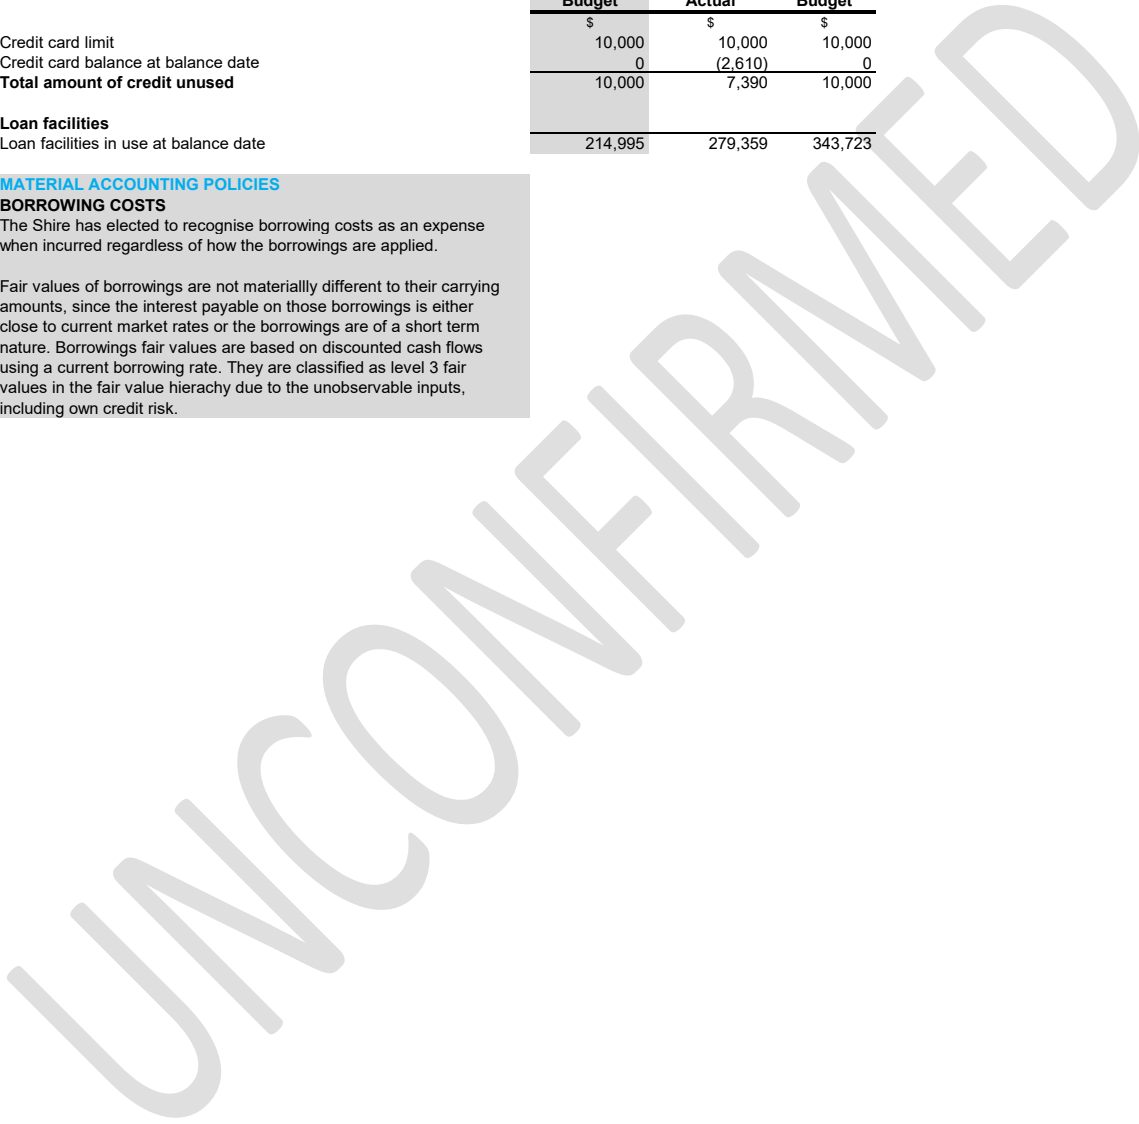 Budget Actual Budget
$ $ $
Credit card limit 10,000 10,000 10,000
Credit card balance at balance date 0 (2,610) 0
Total amount of credit unused 10,000 7,390 10,000
Loan facilities
Loan facilities in use at balance date 214,995 279,359 343,723
MATERIAL ACCOUNTING POLICIES
BORROWING COSTS
The Shire has elected to recognise borrowing costs as an expense
when incurred regardless of how the borrowings are applied.
Fair values of borrowings are not materiallly different to their carrying
amounts, since the interest payable on those borrowings is either
close to current market rates or the borrowings are of a short term
nature. Borrowings fair values are based on discounted cash flows
using a current borrowing rate. They are classified as level 3 fair
values in the fair value hierachy due to the unobservable inputs,
including own credit risk.
UNCONFIRMED